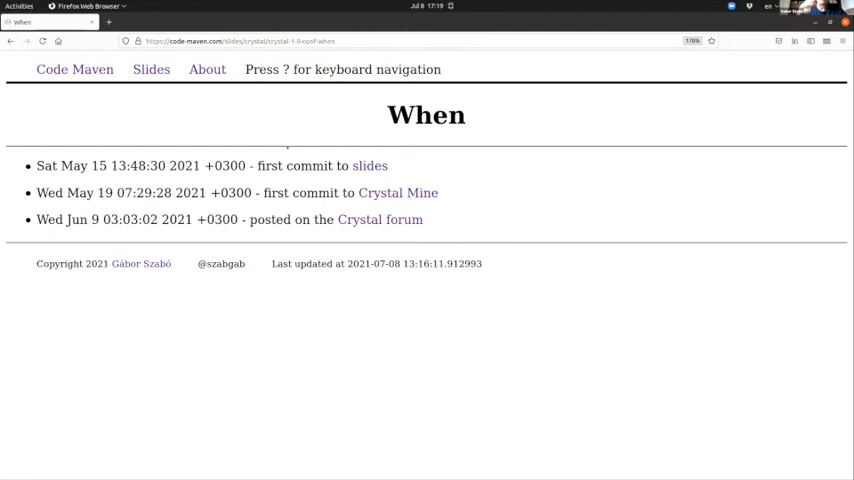 Activities Firefox Web Browser Jul 8 17:19 en
When
https://code-maven.com/slides/crystal/crystal-1-0-conf-when 170%
Code Maven Slides About Press ? for keyboard navigation
When
Sat May 15 13:48:30 2021 +0300 - first commit to slides
Wed May 19 07:29:28 2021 +0300 - first commit to Crystal Mine
Wed Jun 9 03:03:02 2021 +0300 - posted on the Crystal forum
Copyright 2021 Gábor Szabó @szabgab Last updated at 2021-07-08 13:16:11.912993